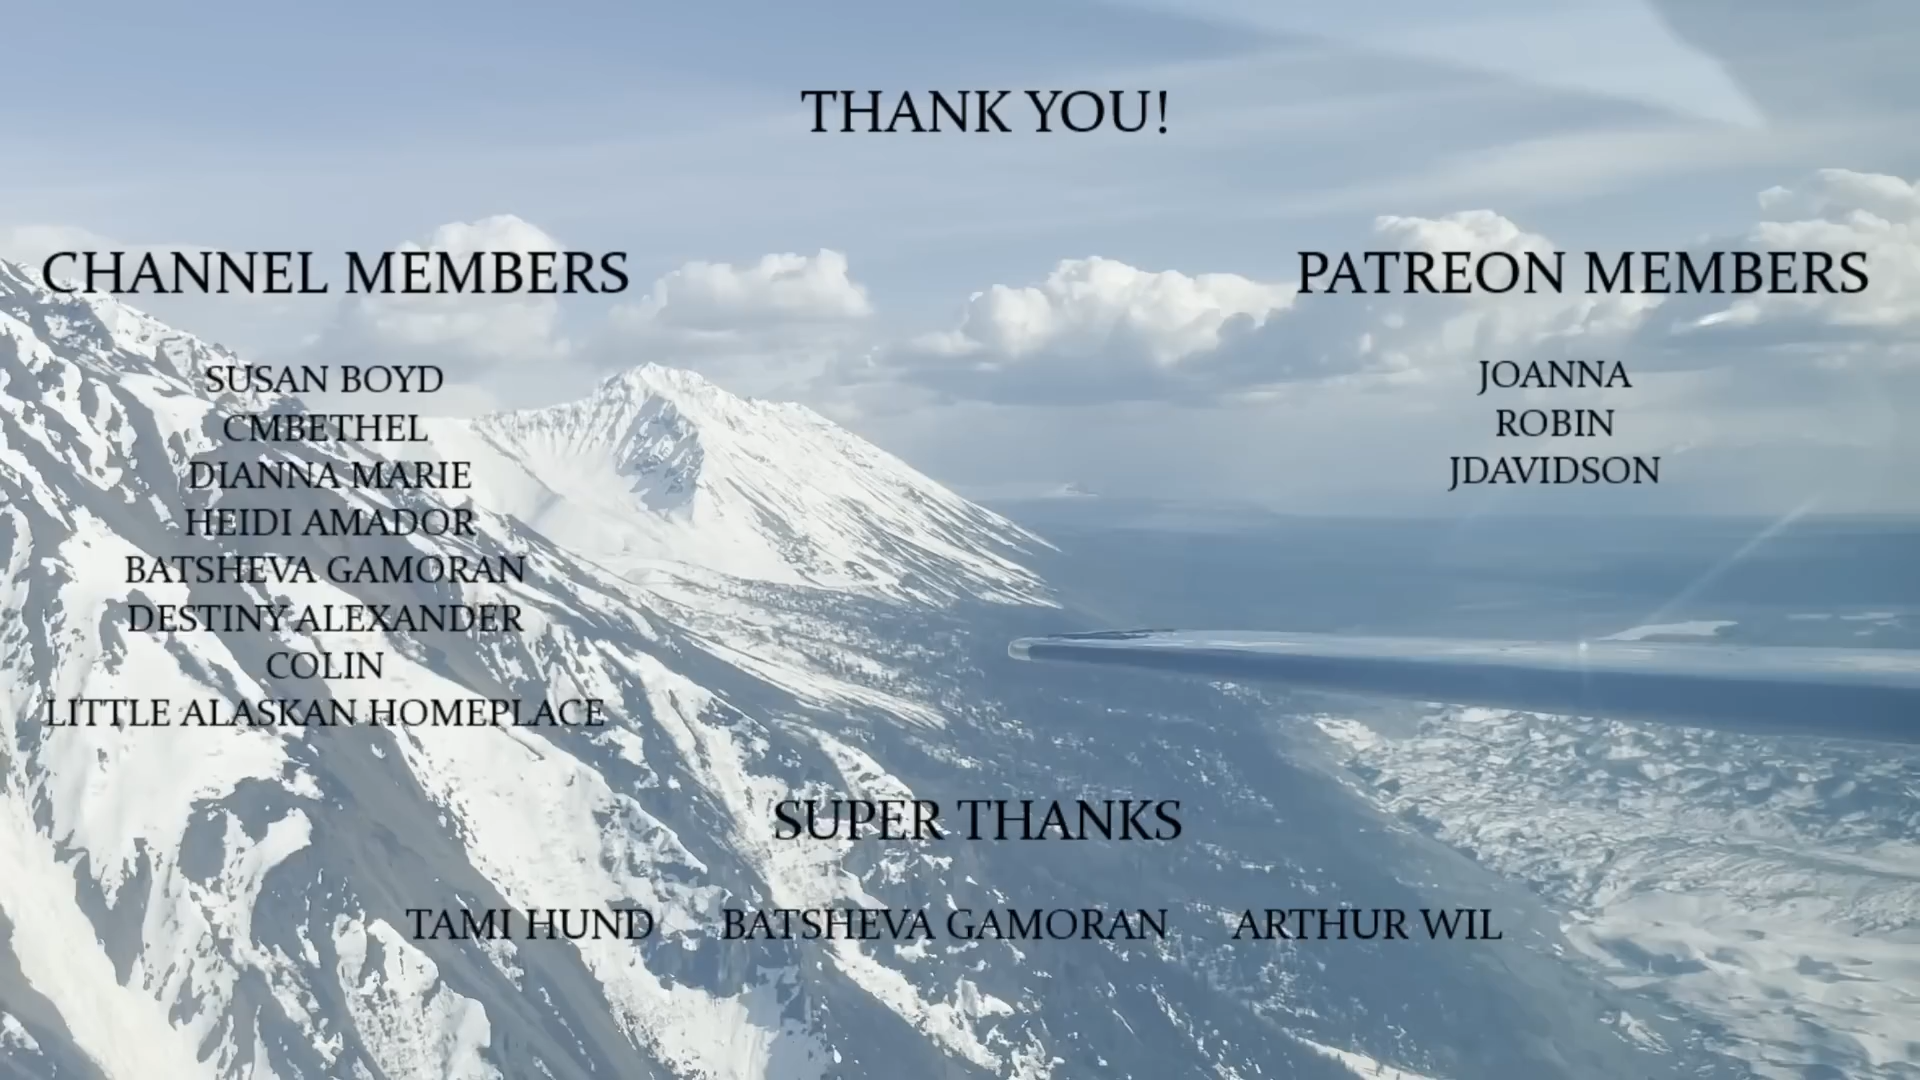 THANK YOU!
CHANNEL MEMBERS
SUSAN BOYD
CMBETHEL
DIANNA MARIE
HEIDI AMADOR
BATSHEVA GAMORAN
DESTINY ALEXANDER
COLIN
LITTLE ALASKAN HOMEPLACE
PATREON MEMBERS
JOANNA
ROBIN
JDAVIDSON
SUPER THANKS
TAMI HUND BATSHEVA GAMORAN ARTHUR WIL